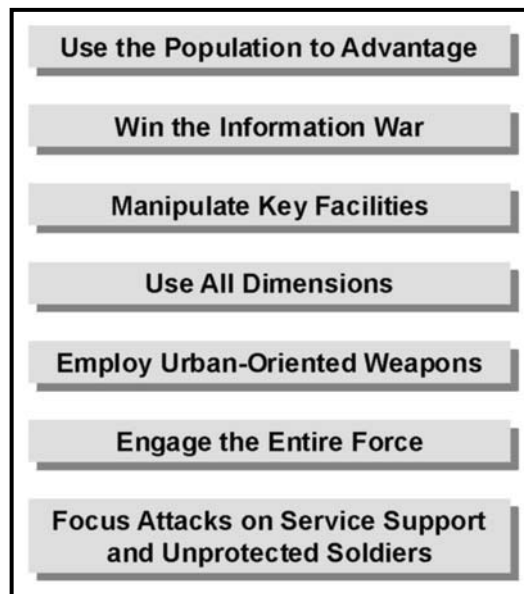 Use the Population to Advantage
Win the Information War
Manipulate Key Facilities
Use All Dimensions
Employ Urban-Oriented Weapons
Engage the Entire Force
Focus Attacks on Service Support
and Unprotected Soldiers